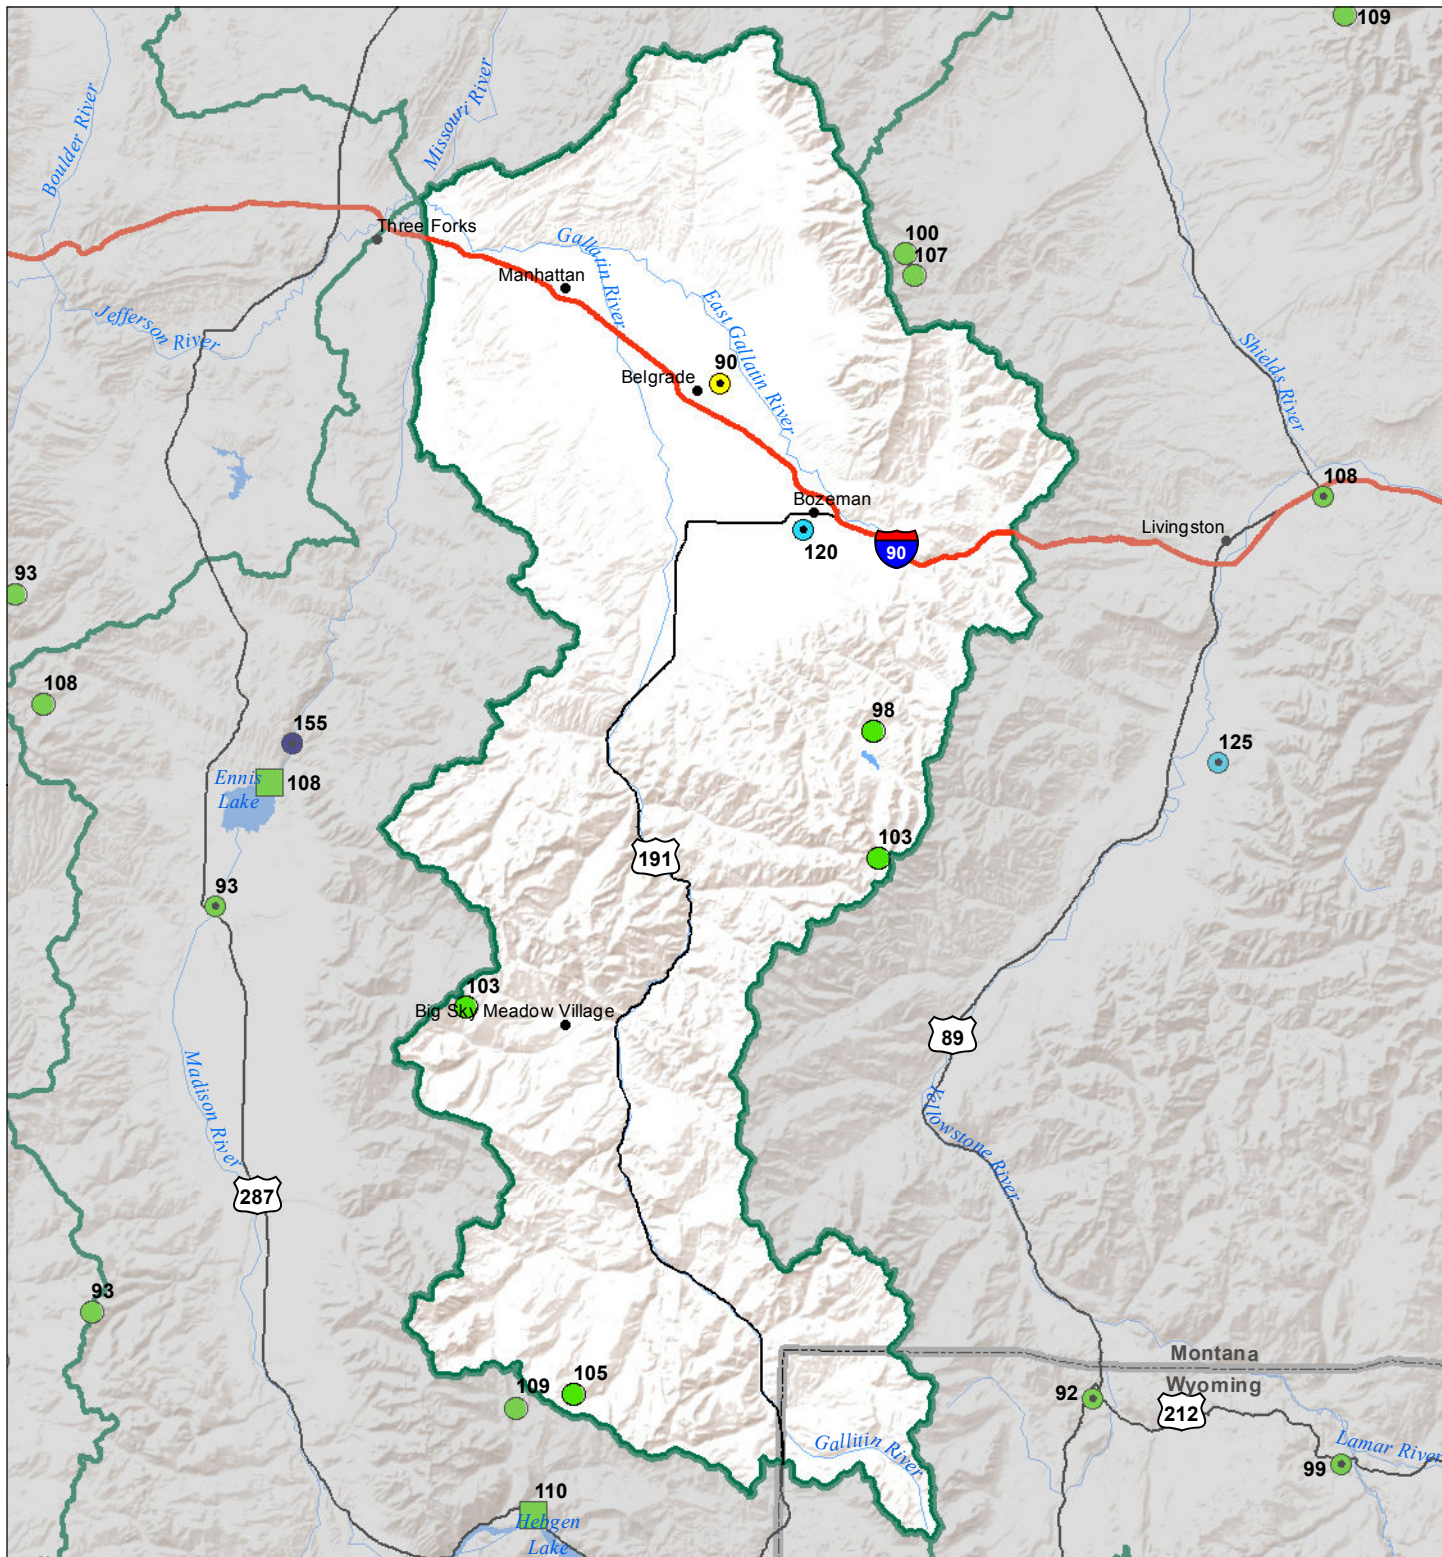 109
Missouri River
Boulder River
Three Forks
Gallatin River
100
107
Manhattan
East Gallatin River
Jefferson River
Shields River
90
Belgrade
108
Bozeman
Livingston
120
90
93
108
98
155
125
Ennis
Lake
108
103
191
93
103
Big Sky Meadow Village
89
Madison River
Yellowstone River
287
93
Montana
Wyoming
105
109
92
212
Gallitin River
Lamar River
99
110
Hebgen
Lake